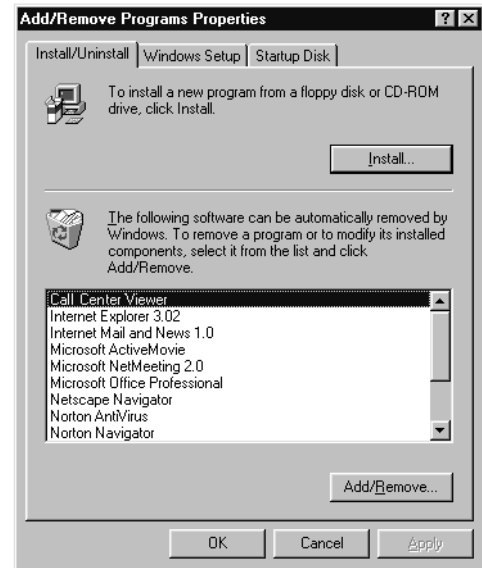 Add/Remove Programs Properties
Install/Uninstall Windows Setup Startup Disk
To install a new program from a floppy disk or CD-ROM
drive, click Install.
Install...
The following software can be automatically removed by
Windows. To remove a program or to modify its installed
components, select it from the list and click
Add/Remove.
Call Center Viewer
Internet Explorer 3.02
Internet Mail and News 1.0
Microsoft ActiveMovie
Microsoft NetMeeting 2.0
Microsoft Office Professional
Netscape Navigator
Norton AntiVirus
Norton Navigator
Add/Remove...
OK Cancel Apply